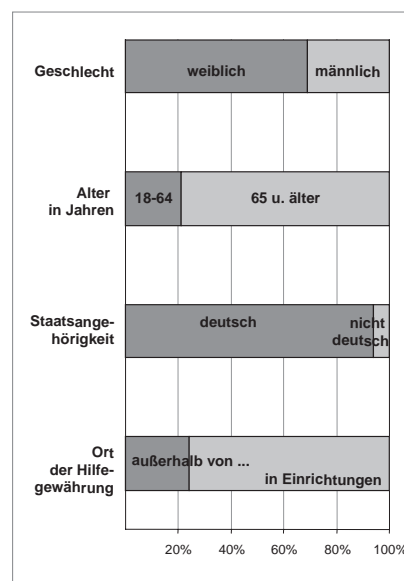 Geschlecht
weiblich
männlich
Alter
in Jahren
18-64
65 u. älter
Staatsange-
hörigkeit
deutsch
nicht
deutsch
Ort
der Hilfe-
gewährung
außerhalb von ...
in Einrichtungen
20% 40% 60% 80% 100%